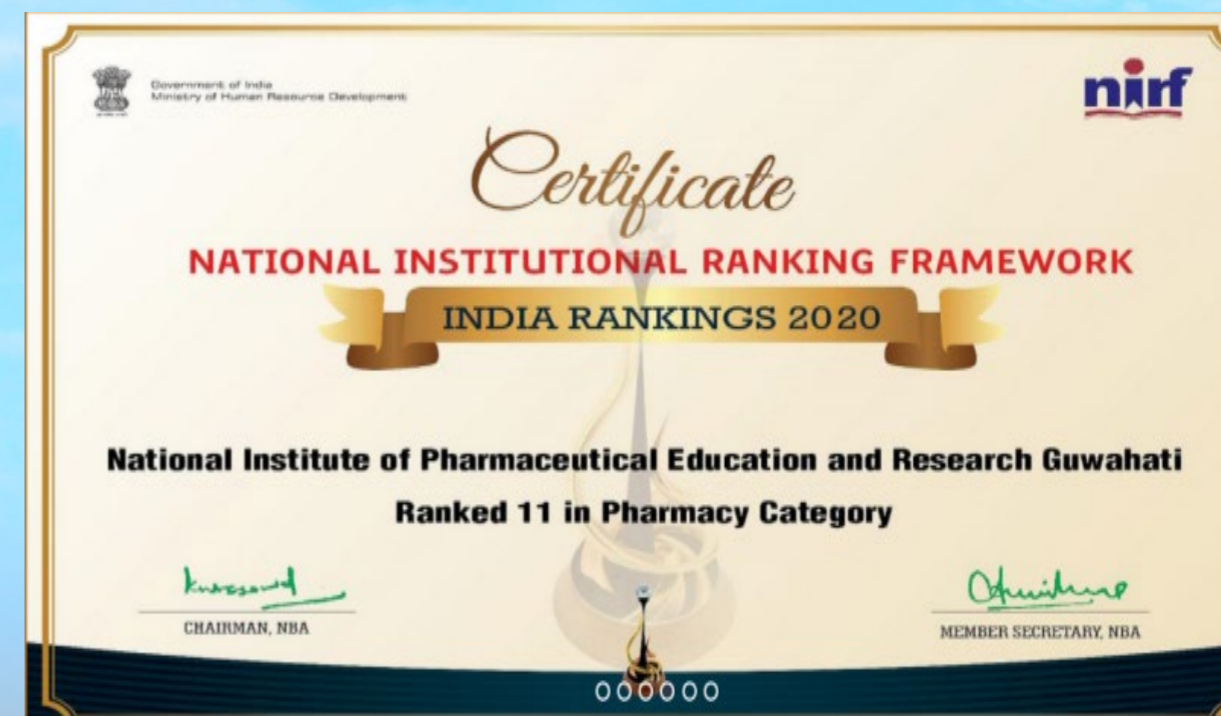 Government of India
Ministry of Human Resource Development
nirf
Certificate
NATIONAL INSTITUTIONAL RANKING FRAMEWORK
INDIA RANKINGS 2020
National Institute of Pharmaceutical Education and Research Guwahati
Ranked 11 in Pharmacy Category
CHAIRMAN, NBA
MEMBER SECRETARY, NBA